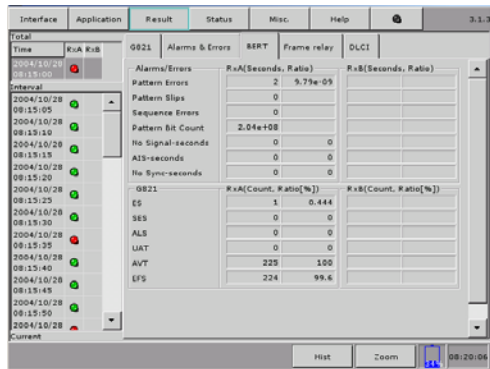 Interface Application Result Status Misc. Help 3.1.3
Total
Time RxA RxB
2004/10/28
08:15:00
Interval
2004/10/28
08:15:05
2004/10/28
08:15:10
2004/10/28
08:15:15
2004/10/28
08:15:20
2004/10/28
08:15:25
2004/10/28
08:15:30
2004/10/28
08:15:35
2004/10/28
08:15:40
2004/10/28
08:15:45
2004/10/28
08:15:50
2004/10/28
Current
G821 Alarms & Errors BERT Frame relay DLCI
Alarms/Errors RxA(Seconds, Ratio) RxB(Seconds, Ratio)
Pattern Errors 2 9.79e-09
Pattern Slips 0
Sequence Errors 0
Pattern Bit Count 2.04e+08
No Signal-seconds 0 0
AIS-seconds 0 0
No Sync-seconds 0 0
G821 RxA(Count, Ratio[%]) RxB(Count, Ratio[%])
ES 1 0.444
SES 0 0
ALS 0 0
UAT 0 0
AVT 225 100
EFS 224 99.6
Hist Zoom 08:20:06